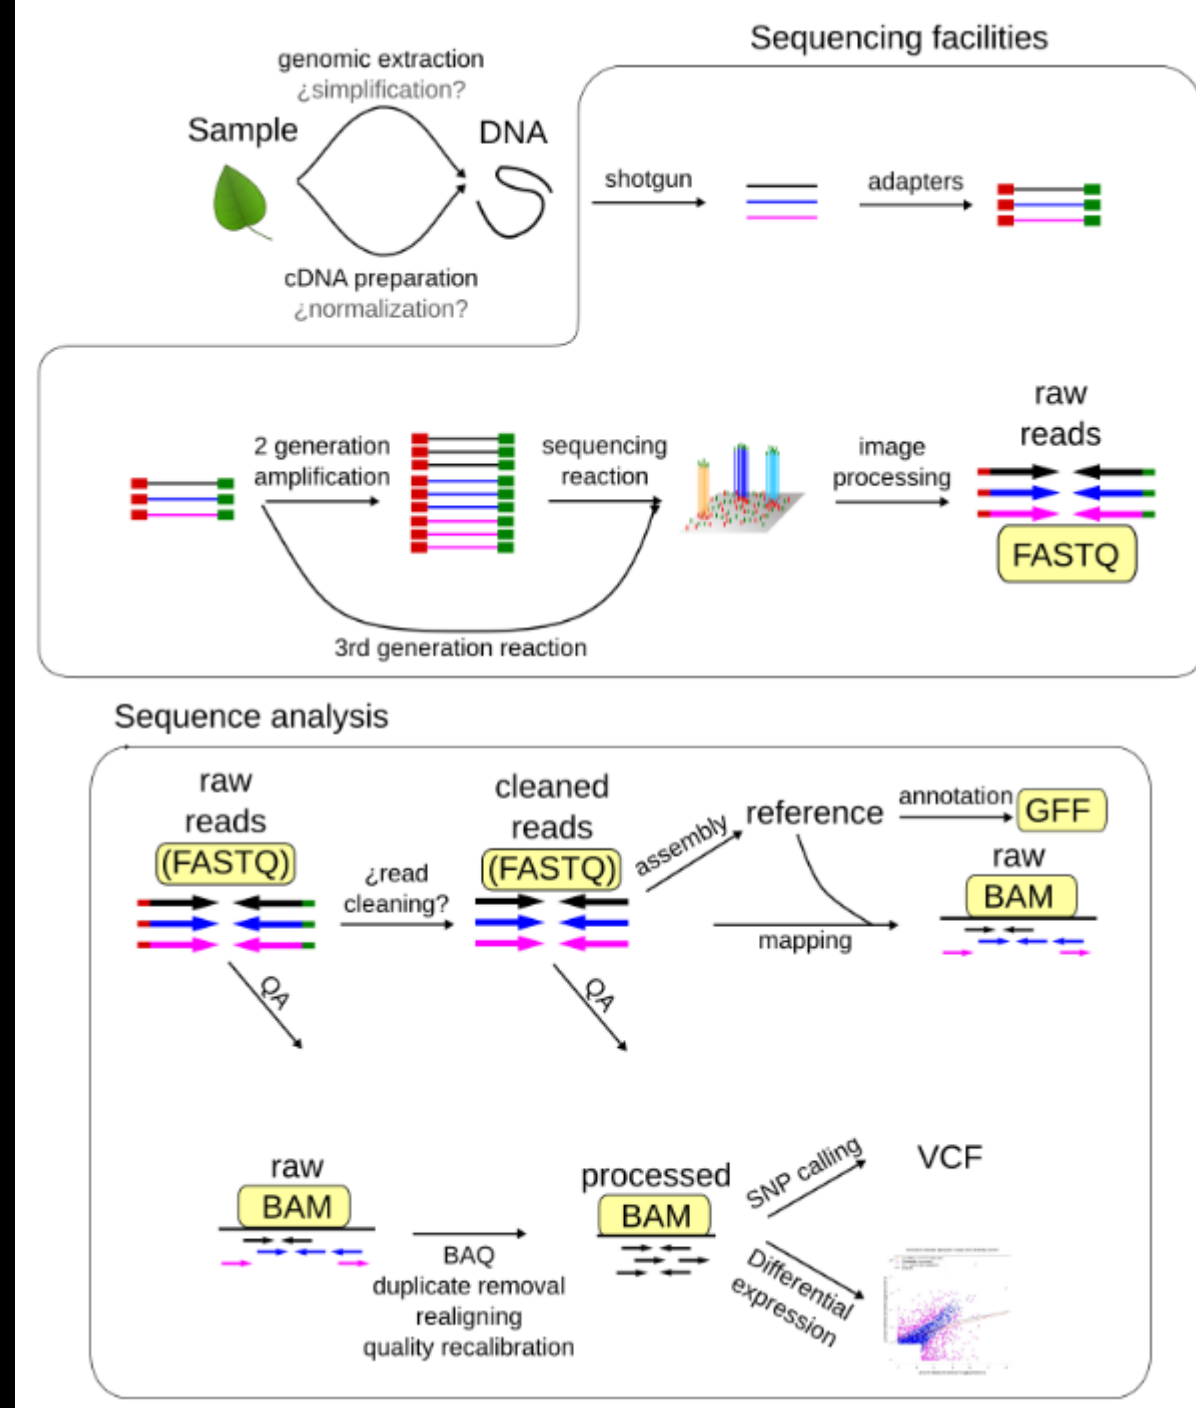 Sequencing facilities
genomic extraction
¿simplification?
Sample
DNA
shotgun
adapters
cDNA preparation
¿normalization?
raw
reads
2 generation
amplification
sequencing
reaction
image
processing
FASTQ
3rd generation reaction
Sequence analysis
raw
reads
(FASTQ)
¿read
cleaning?
cleaned
reads
(FASTQ)
assembly
reference
annotation
GFF
raw
BAM
mapping
QA
QA
raw
BAM
BAQ
duplicate removal
realigning
quality recalibration
processed
BAM
SNP calling
VCF
Differential
expression